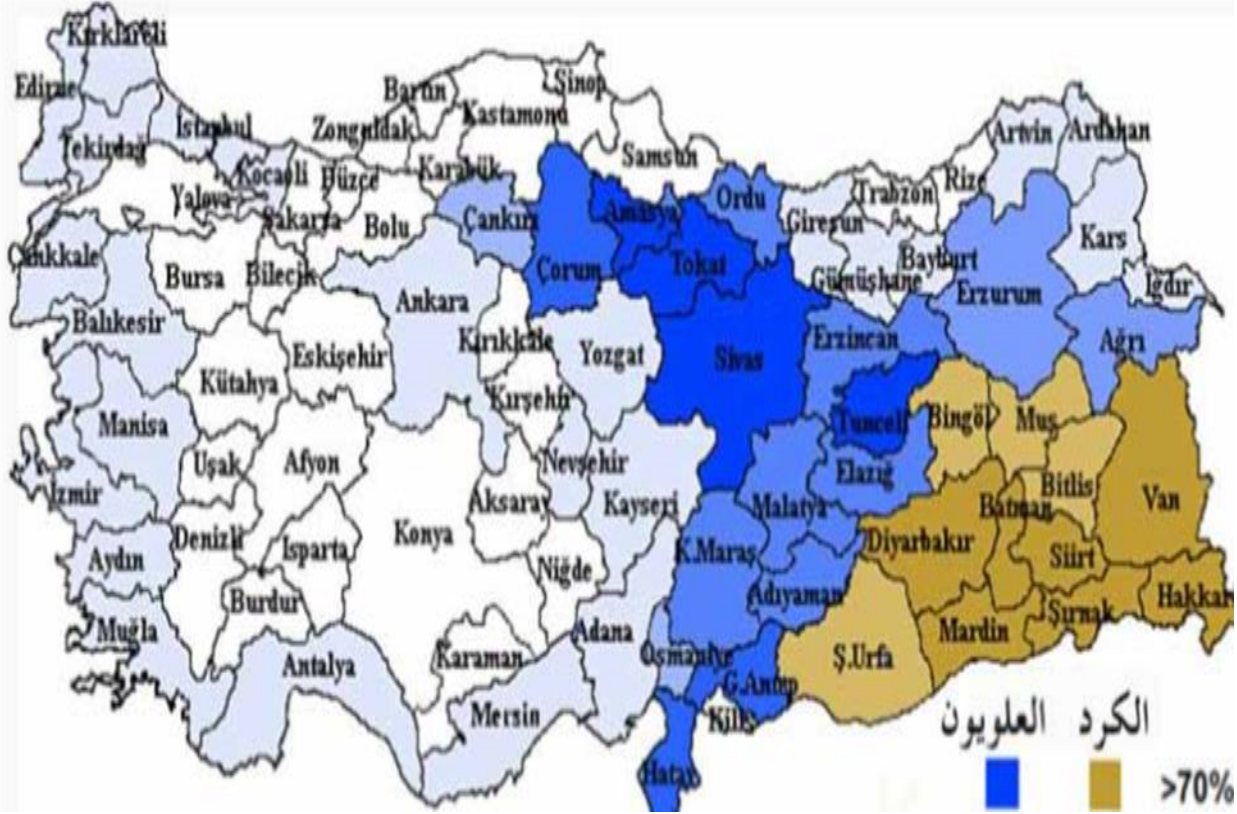 Kırklareli
Edirne
Tekirdağ
İstanbul
Kocaeli
Yalova
Sakarya
Düzce
Zonguldak
Bartın
Karabük
Kastamonu
Sinop
Samsun
Bolu
Çankırı
Çorum
Amasya
Tokat
Ordu
Gireşun
Trabzon
Rize
Artvin
Ardahan
Kars
Iğdır
Gümüşhane
Bayburt
Erzurum
Ağrı
Çankkale
Balıkesir
Bursa
Bilecik
Eskişehir
Kütahya
Ankara
Kırıkkale
Kırşehir
Yozgat
Sivas
Erzincan
Tunceli
Bingöl
Muş
Bitlis
Van
Manisa
İzmir
Uşak
Afyon
Konya
Aksaray
Nevşehir
Kayseri
Niğde
Malatya
Elazığ
Diyarbakır
Batman
Siirt
Şırnak
Hakkari
Mardin
Ş.Urfa
Adıyaman
K.Maraş
G.Antep
Kilis
Osmaniye
Hatay
Adana
Mersin
Karaman
Antalya
Burdur
Isparta
Denizli
Aydın
Muğla
الكرد العلويون
>70%